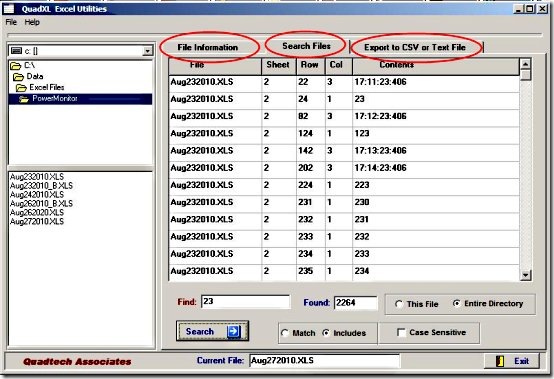 QuadXL Excel Utilities
File Help
c: []
C:\
Data
Excel Files
PowerMonitor
Aug232010.XLS
Aug232010_B.XLS
Aug242010.XLS
Aug262010_B.XLS
Aug262020.XLS
Aug272010.XLS
File Information Search Files Export to CSV or Text File
File Sheet Row Col Contents
Aug232010.XLS 2 22 3 17:11:23:406
Aug232010.XLS 2 24 1 23
Aug232010.XLS 2 82 3 17:12:23:406
Aug232010.XLS 2 124 1 123
Aug232010.XLS 2 142 3 17:13:23:406
Aug232010.XLS 2 202 3 17:14:23:406
Aug232010.XLS 2 224 1 223
Aug232010.XLS 2 231 1 230
Aug232010.XLS 2 232 1 231
Aug232010.XLS 2 233 1 232
Aug232010.XLS 2 234 1 233
Aug232010.XLS 2 235 1 234
Find: 23 Found: 2264 This File Entire Directory
Search Match Includes Case Sensitive
Quadtech Associates Current File: Aug272010.XLS Exit